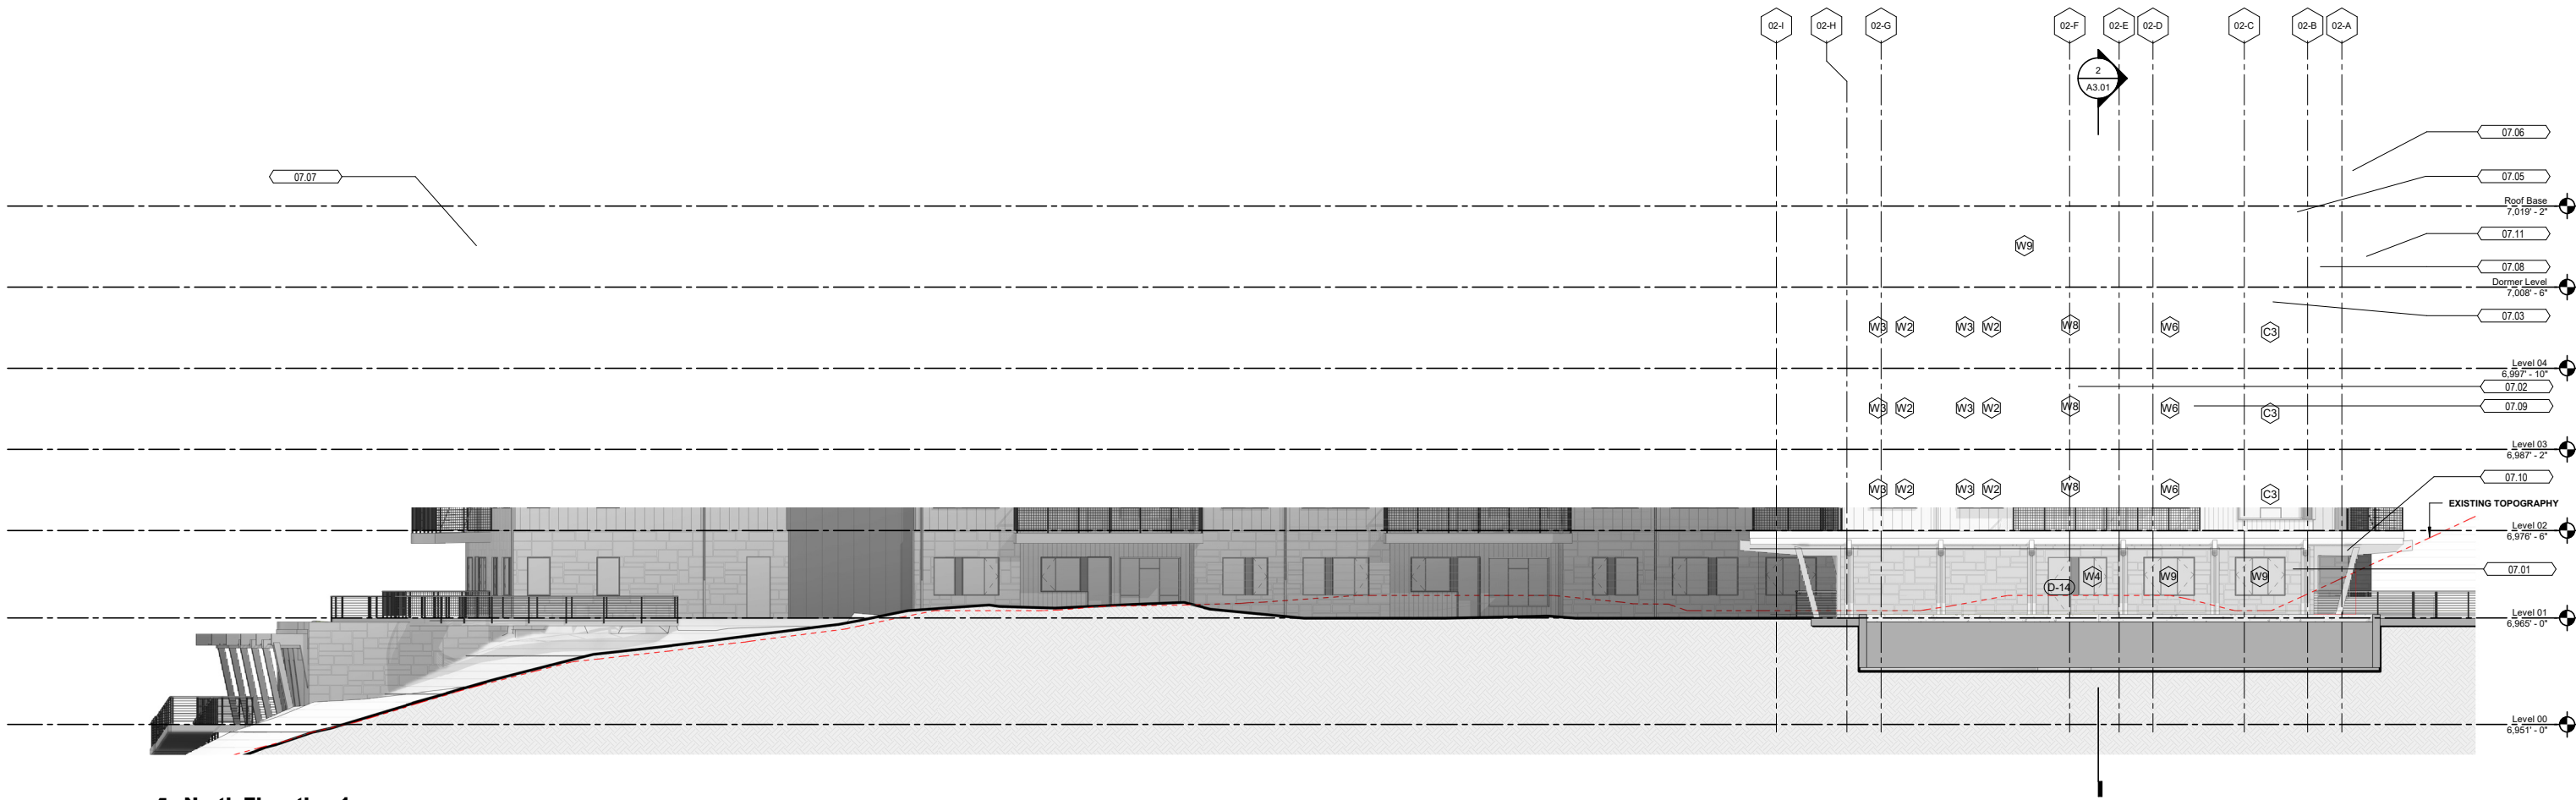 02-I
02-H
02-G
02-F
02-E
02-D
02-C
02-B
02-A
2
A3.01
07.06
07.07
07.05
Roof Base
7,019' - 2"
07.11
W9
07.08
Dormer Level
7,008' - 6"
07.03
W3
W2
W3
W2
W8
W6
C3
Level 04
6,997' - 10"
07.02
07.09
W3
W2
W3
W2
W8
W6
C3
Level 03
6,987' - 2"
07.10
W3
W2
W3
W2
W8
W6
C3
EXISTING TOPOGRAPHY
Level 02
6,976' - 6"
07.01
D-14
W4
W9
W9
Level 01
6,965' - 0"
Level 00
6,951' - 0"